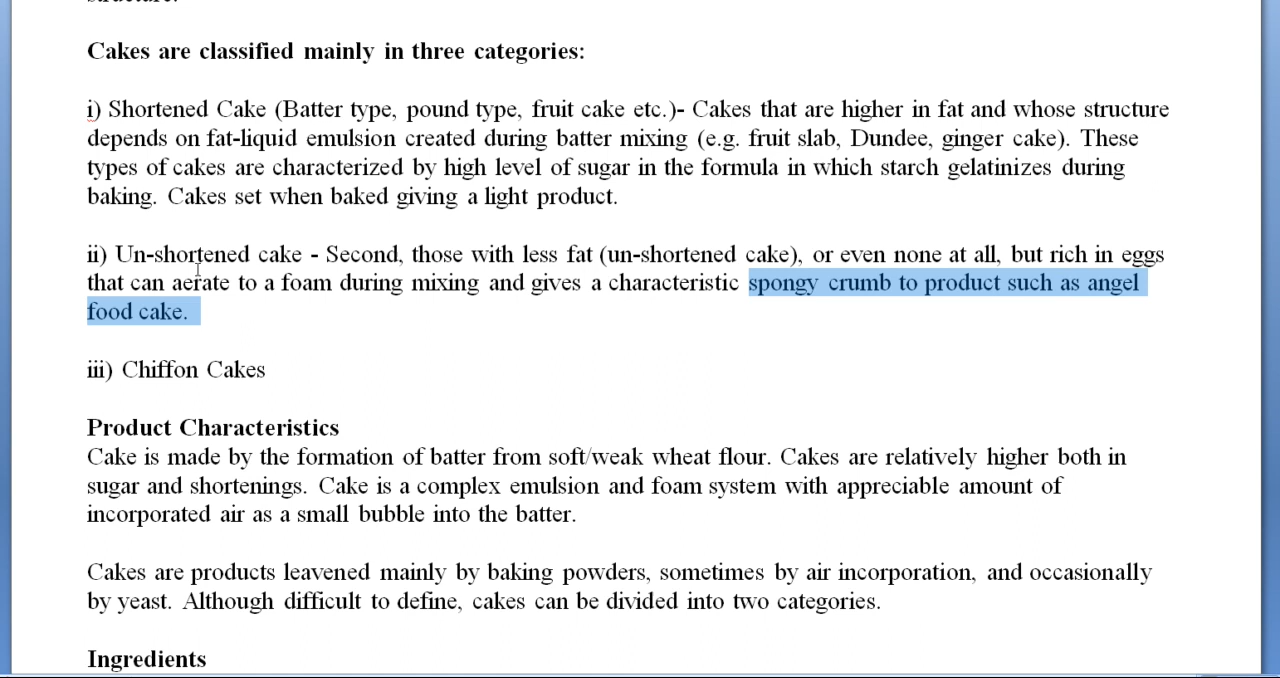 structure.
Cakes are classified mainly in three categories:
i) Shortened Cake (Batter type, pound type, fruit cake etc.)- Cakes that are higher in fat and whose structure
depends on fat-liquid emulsion created during batter mixing (e.g. fruit slab, Dundee, ginger cake). These
types of cakes are characterized by high level of sugar in the formula in which starch gelatinizes during
baking. Cakes set when baked giving a light product.
ii) Un-shortened cake - Second, those with less fat (un-shortened cake), or even none at all, but rich in eggs
that can aerate to a foam during mixing and gives a characteristic spongy crumb to product such as angel
food cake.
iii) Chiffon Cakes
Product Characteristics
Cake is made by the formation of batter from soft/weak wheat flour. Cakes are relatively higher both in
sugar and shortenings. Cake is a complex emulsion and foam system with appreciable amount of
incorporated air as a small bubble into the batter.
Cakes are products leavened mainly by baking powders, sometimes by air incorporation, and occasionally
by yeast. Although difficult to define, cakes can be divided into two categories.
Ingredients